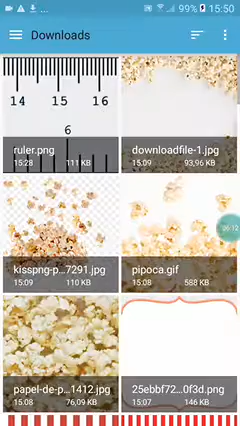 99% 15:50
Downloads
14 15 16
6
ruler.png
15:28 111 KB
downloadfile-1.jpg
15:09 93,96 KB
kisspng-p...7291.jpg
15:09 110 KB
06:12
pipoca.gif
15:08 588 KB
papel-de-p...1412.jpg
15:08 76,09 KB
25ebbf72...0f3d.png
15:07 146 KB